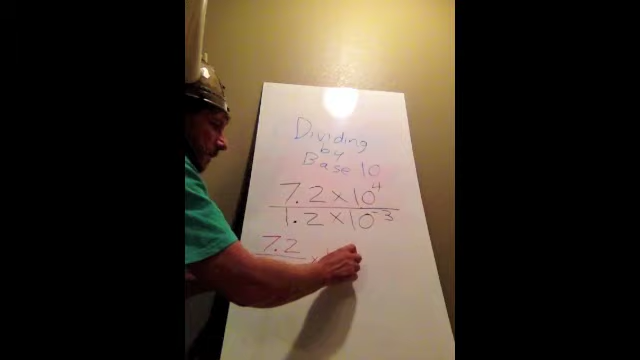 Dividing
by
Base 10
7.2 × 10⁴
1.2 × 10⁻³
7.2 ×